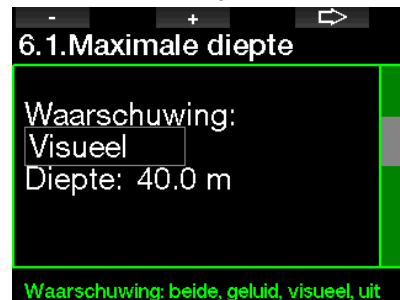 - + ⇨
6.1.Maximale diepte
Waarschuwing:
Visueel
Diepte: 40.0 m
Waarschuwing: beide, geluid, visueel, uit